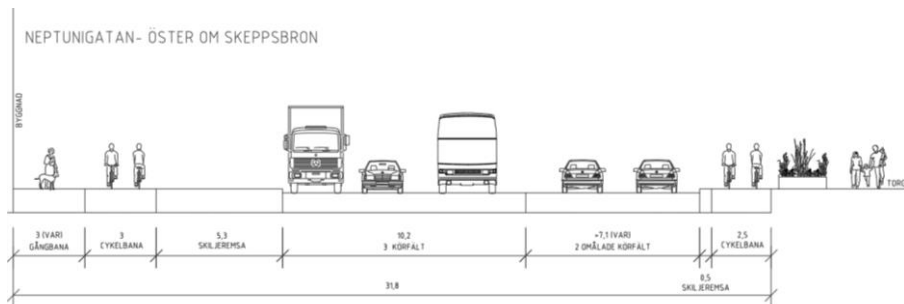 NEPTUNIGATAN- ÖSTER OM SKEPPSBRON
BYGGNAD
TORG
3 (VAR)
GÅNGBANA
3
CYKELBANA
5,3
SKILJEREMSA
10,2
3 KÖRFÄLT
≈7,1 (VAR)
2 OMÅLADE KÖRFÄLT
2,5
CYKELBANA
0,5
SKILJEREMSA
31,8